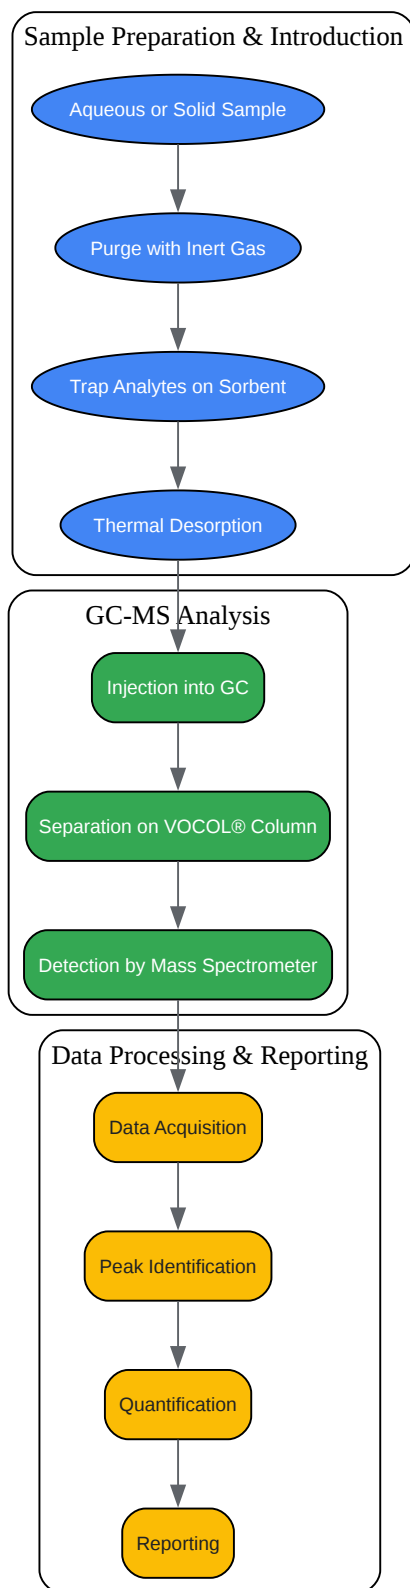 Sample Preparation & Introduction
Aqueous or Solid Sample
Purge with Inert Gas
Trap Analytes on Sorbent
Thermal Desorption
GC-MS Analysis
Injection into GC
Separation on VOCOL® Column
Detection by Mass Spectrometer
Data Processing & Reporting
Data Acquisition
Peak Identification
Quantification
Reporting